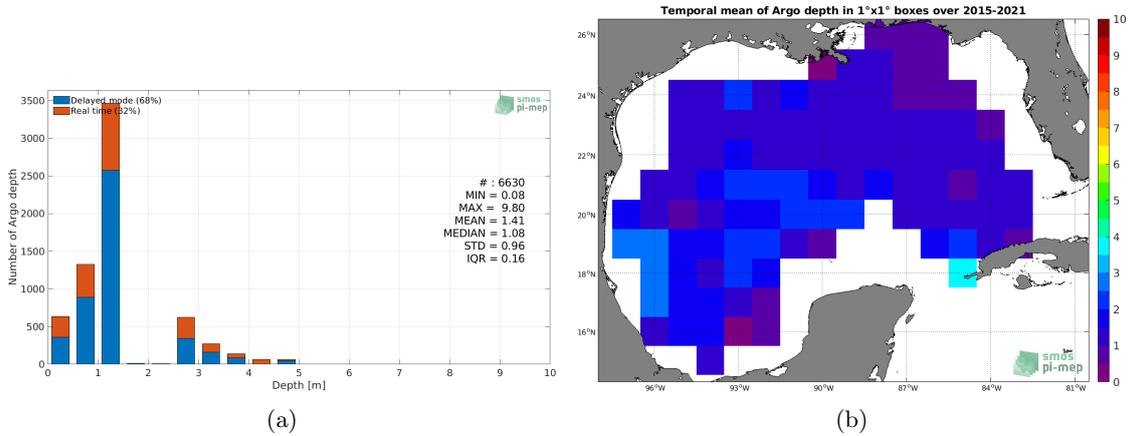 Temporal mean of Argo depth in 1°x1° boxes over 2015-2021
Delayed mode (68%)
Real time (32%)
smos
pi-mep
# : 6630
MIN = 0.08
MAX = 9.80
MEAN = 1.41
MEDIAN = 1.08
STD = 0.96
IQR = 0.16
Number of Argo depth
3500
3000
2500
2000
1500
1000
500
0
0 1 2 3 4 5 6 7 8 9 10
Depth [m]
(a)
26°N
24°N
22°N
20°N
18°N
16°N
96°W 93°W 90°W 87°W 84°W 81°W
smos
pi-mep
10
9
8
7
6
5
4
3
2
1
0
(b)